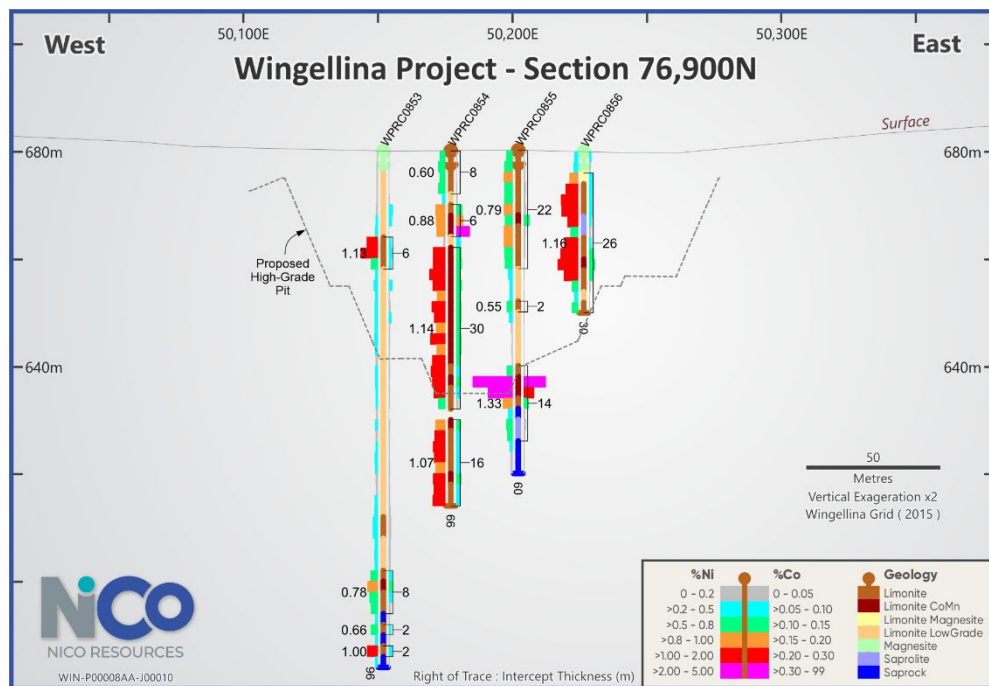 50,100E
50,200E
50,300E
West
East
Wingellina Project - Section 76,900N
WPRC0853
WPRC0854
WPRC0855
WPRC0856
Surface
680m
680m
0.60
8
0.79
22
0.88
6
1.13
6
1.16
26
Proposed
High-Grade
Pit
0.55
2
1.14
30
30
640m
640m
1.33
14
1.07
16
60
66
50
Metres
Vertical Exageration x2
Wingellina Grid ( 2015 )
0.78
8
0.66
2
1.00
2
96
NiCo
NICO RESOURCES
WIN-P00008AA-J00010
Right of Trace : Intercept Thickness (m)
%Ni %Co Geology
0 – 0.2 0 – 0.05 Limonite
>0.2 – 0.5 >0.05 – 0.10 Limonite CoMn
>0.5 – 0.8 >0.10 – 0.15 Limonite Magnesite
>0.8 – 1.00 >0.15 – 0.20 Limonite LowGrade
>1.00 – 2.00 >0.20 – 0.30 Magnesite
>2.00 – 5.00 >0.30 – 99 Saprolite
Saprock